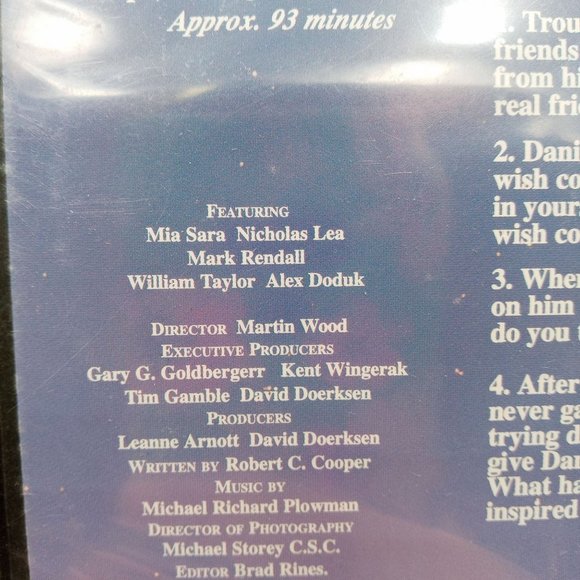 Approx. 93 minutes
FEATURING
Mia Sara Nicholas Lea
Mark Rendall
William Taylor Alex Doduk
DIRECTOR Martin Wood
EXECUTIVE PRODUCERS
Gary G. Goldbergerr Kent Wingerak
Tim Gamble David Doerksen
PRODUCERS
Leanne Arnott David Doerksen
WRITTEN BY Robert C. Cooper
MUSIC BY
Michael Richard Plowman
DIRECTOR OF PHOTOGRAPHY
Michael Storey C.S.C.
EDITOR Brad Rines.
1. Trou
friends
from hi
real fri
2. Dani
wish co
in your
wish co
3. When
on him
do you
4. After
never ga
trying d
give Dan
What ha
inspired